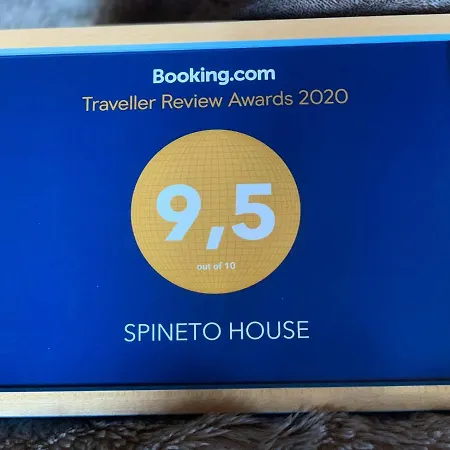 Booking.com
Traveller Review Awards 2020
9,5
out of 10
SPINETO HOUSE